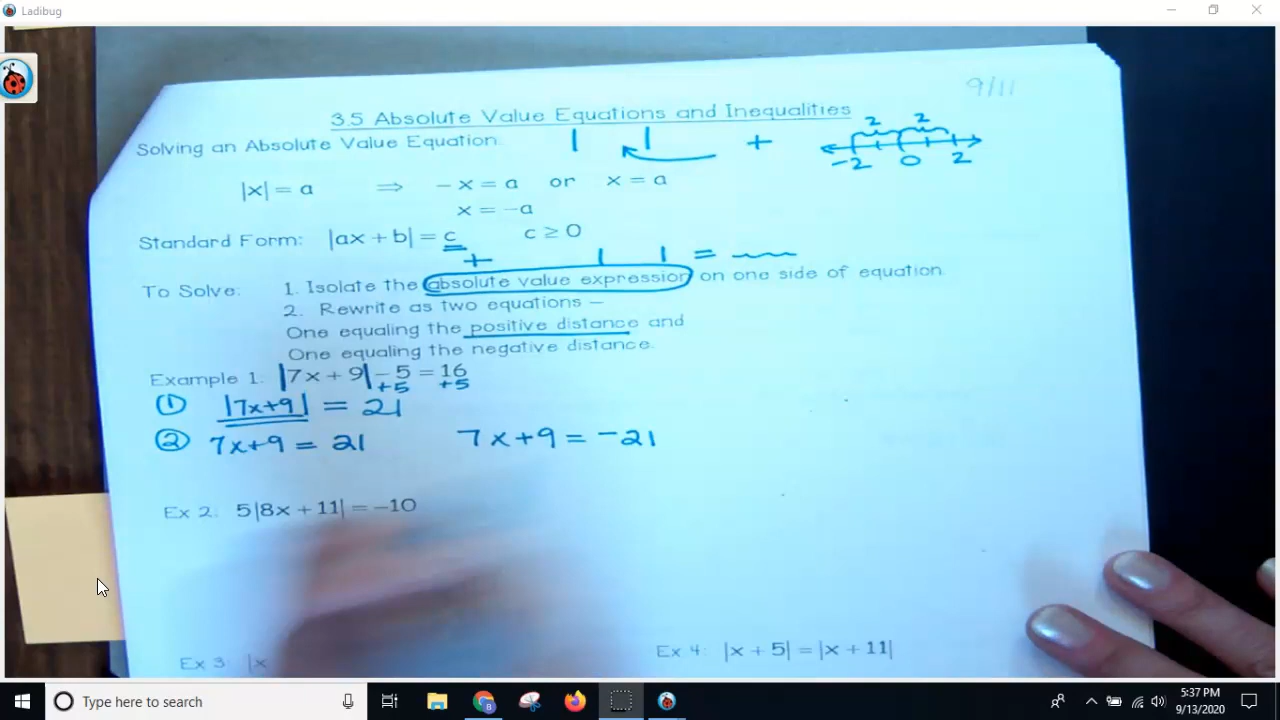 Ladibug
9/11
3.5 Absolute Value Equations and Inequalities
2 2
Solving an Absolute Value Equation: | | +
-2 0 2
|x| = a ⟹ -x = a or x = a
x = -a
Standard Form: |ax + b| = c c ≥ 0
+ | | =
To Solve: 1. Isolate the absolute value expression on one side of equation.
2. Rewrite as two equations –
One equaling the positive distance and
One equaling the negative distance.
Example 1: |7x + 9| - 5 = 16
+5 +5
① |7x+9| = 21
② 7x+9 = 21 7x+9 = -21
Ex 2: 5|8x + 11| = -10
Ex 3: |x Ex 4: |x + 5| = |x + 11|
Type here to search
5:37 PM
9/13/2020